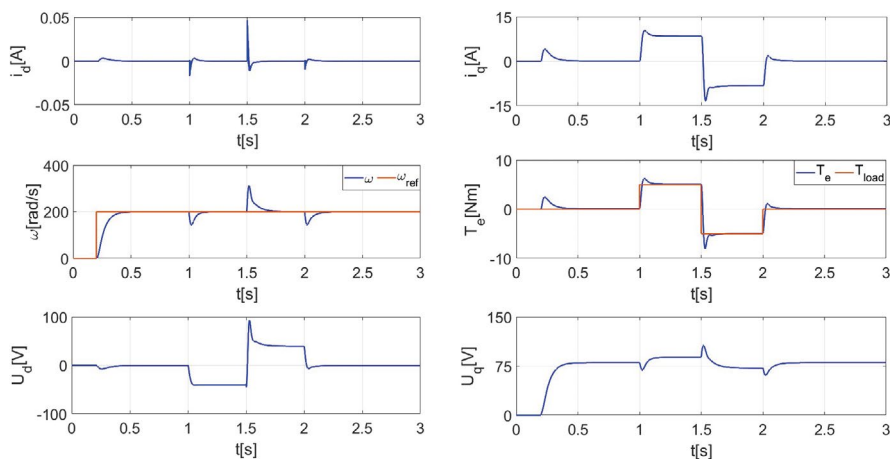 0.05
0
-0.05
i_d[A]
0 0.5 1 1.5 2 2.5 3
t[s]
15
0
-15
i_q[A]
0 0.5 1 1.5 2 2.5 3
t[s]
400
200
0
ω[rad/s]
ω ω_ref
0 0.5 1 1.5 2 2.5 3
t[s]
10
0
-10
T_e[Nm]
T_e T_load
0 0.5 1 1.5 2 2.5 3
t[s]
100
0
-100
U_d[V]
0 0.5 1 1.5 2 2.5 3
t[s]
150
75
0
U_q[V]
0 0.5 1 1.5 2 2.5 3
t[s]